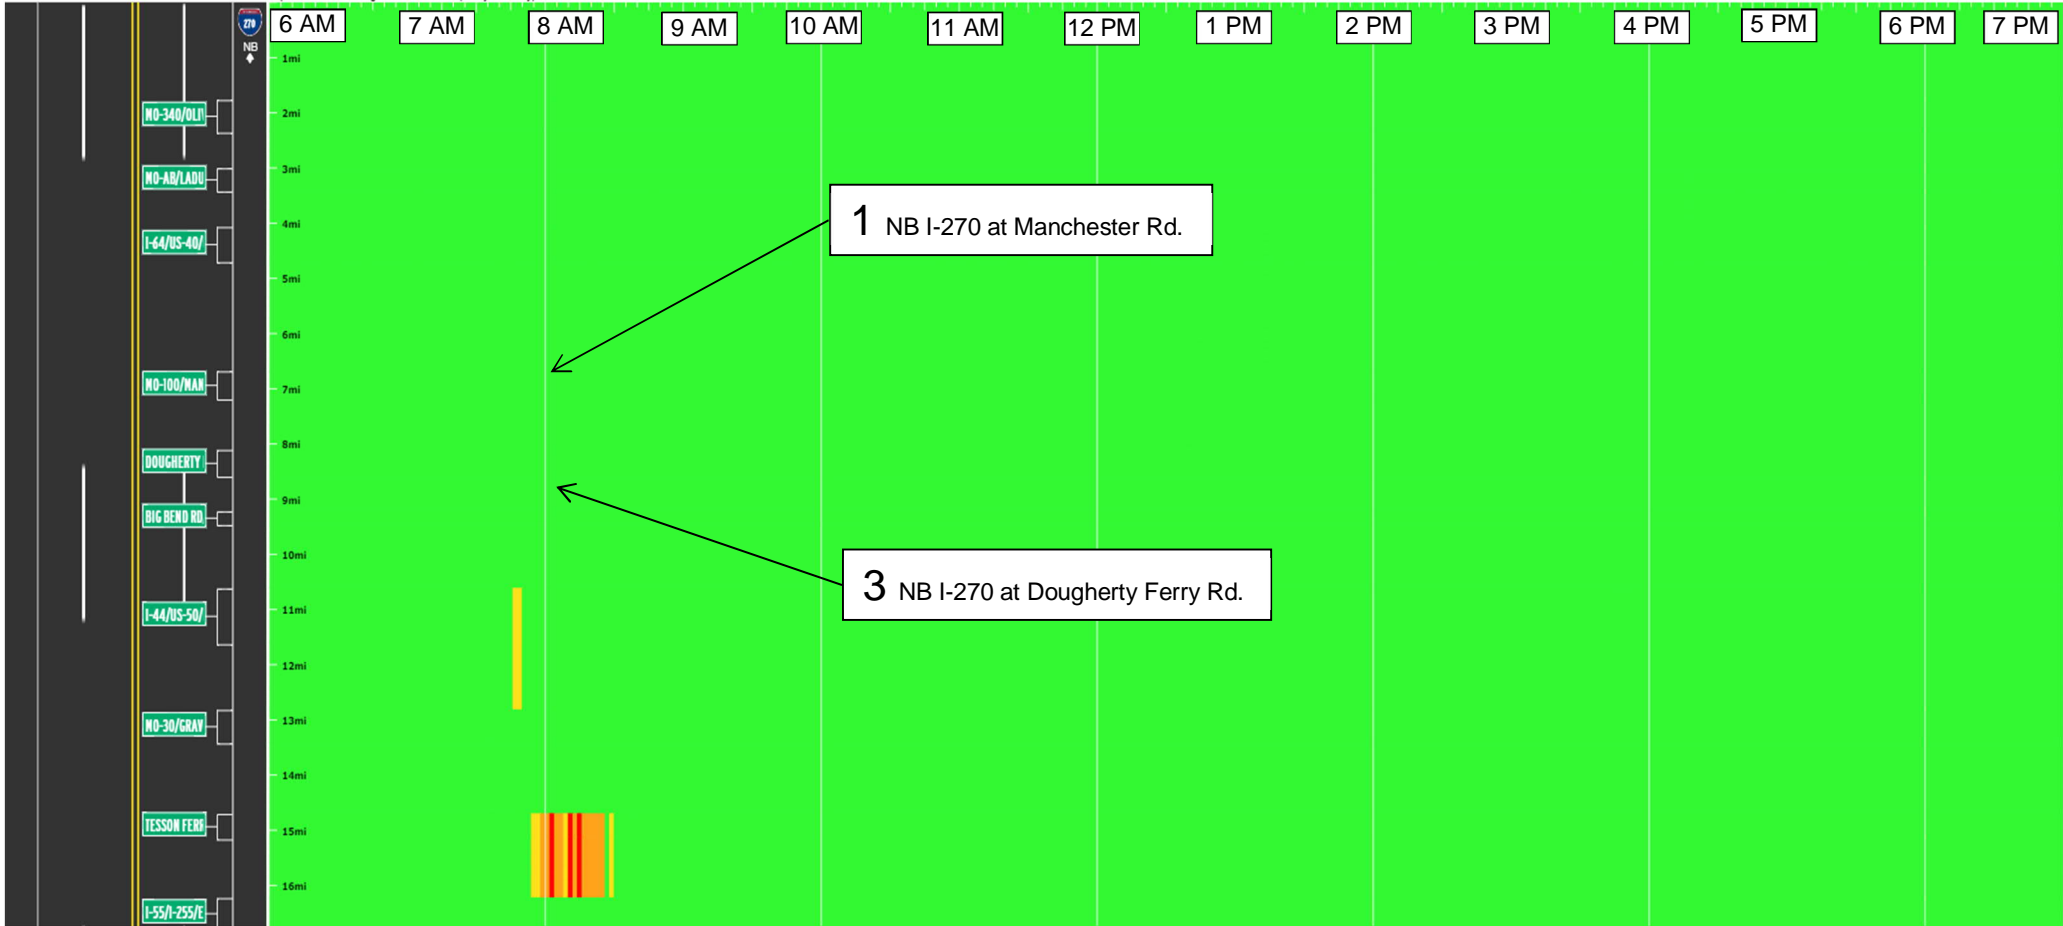 270
NB
6 AM
7 AM
8 AM
9 AM
10 AM
11 AM
12 PM
1 PM
2 PM
3 PM
4 PM
5 PM
6 PM
7 PM
1mi
2mi
3mi
4mi
5mi
6mi
7mi
8mi
9mi
10mi
11mi
12mi
13mi
14mi
15mi
16mi
MO-340/OLI
MO-AB/LADU
I-64/US-40/
MO-100/MAN
DOUGHERTY
BIG BEND RD
I-44/US-50/
MO-30/GRAV
TESSON FERR
I-55/I-255/E
1 NB I-270 at Manchester Rd.
3 NB I-270 at Dougherty Ferry Rd.